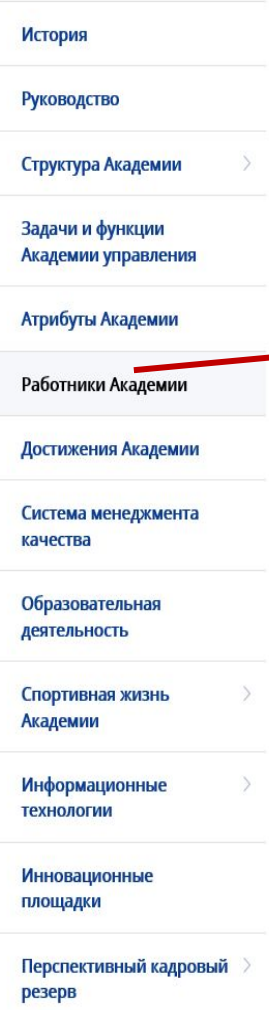 История
Руководство
Структура Академии
Задачи и функции
Академии управления
Атрибуты Академии
Работники Академии
Достижения Академии
Система менеджмента
качества
Образовательная
деятельность
Спортивная жизнь
Академии
Информационные
технологии
Инновационные
площадки
Перспективный кадровый
резерв